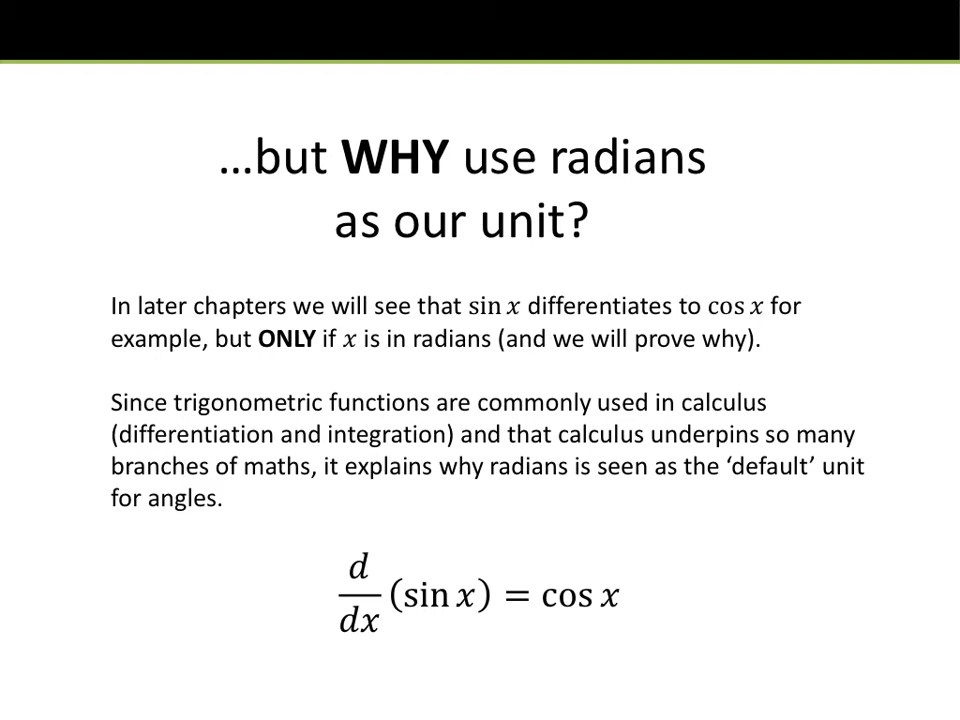 …but WHY use radians
as our unit?
In later chapters we will see that sin x differentiates to cos x for
example, but ONLY if x is in radians (and we will prove why).
Since trigonometric functions are commonly used in calculus
(differentiation and integration) and that calculus underpins so many
branches of maths, it explains why radians is seen as the ‘default’ unit
for angles.
d/dx (sin x) = cos x